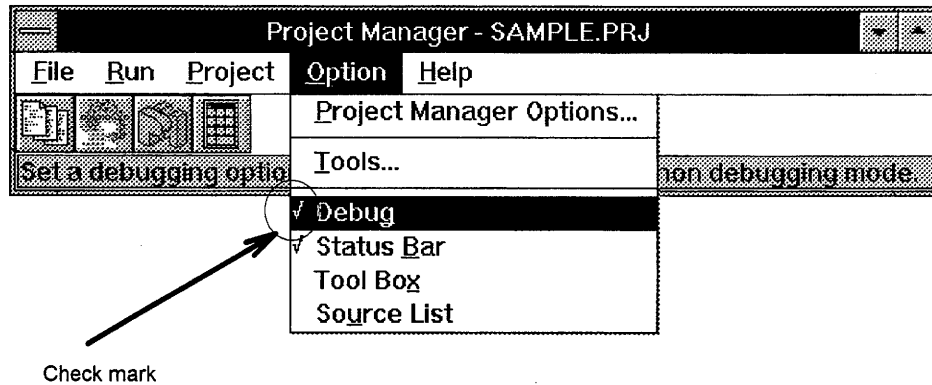 Project Manager - SAMPLE.PRJ
File Run Project Option Help
Project Manager Options...
Tools...
Set a debugging optio
non debugging mode.
√ Debug
√ Status Bar
Tool Box
Source List
Check mark